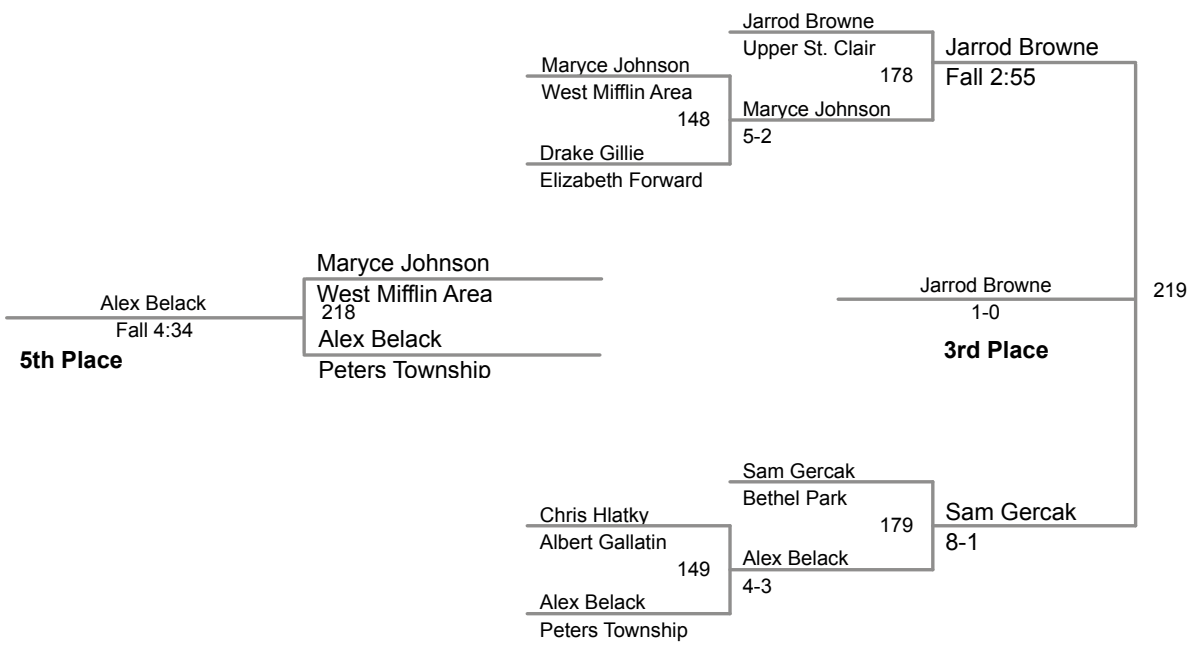 Jarrod Browne
Upper St. Clair
178
Jarrod Browne
Fall 2:55
Maryce Johnson
West Mifflin Area
148
Maryce Johnson
5-2
Drake Gillie
Elizabeth Forward
Maryce Johnson
West Mifflin Area
218
Alex Belack
Fall 4:34
5th Place
Alex Belack
Peters Township
Jarrod Browne
1-0
3rd Place
219
Sam Gercak
Bethel Park
179
Sam Gercak
8-1
Chris Hlatky
Albert Gallatin
149
Alex Belack
4-3
Alex Belack
Peters Township